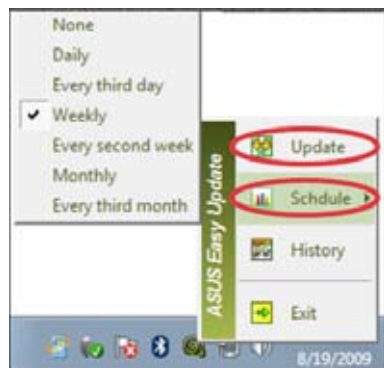 None
Daily
Every third day
Weekly
Every second week
Monthly
Every third month
ASUS Easy Update
Update
Schdule
History
Exit
8/19/2009